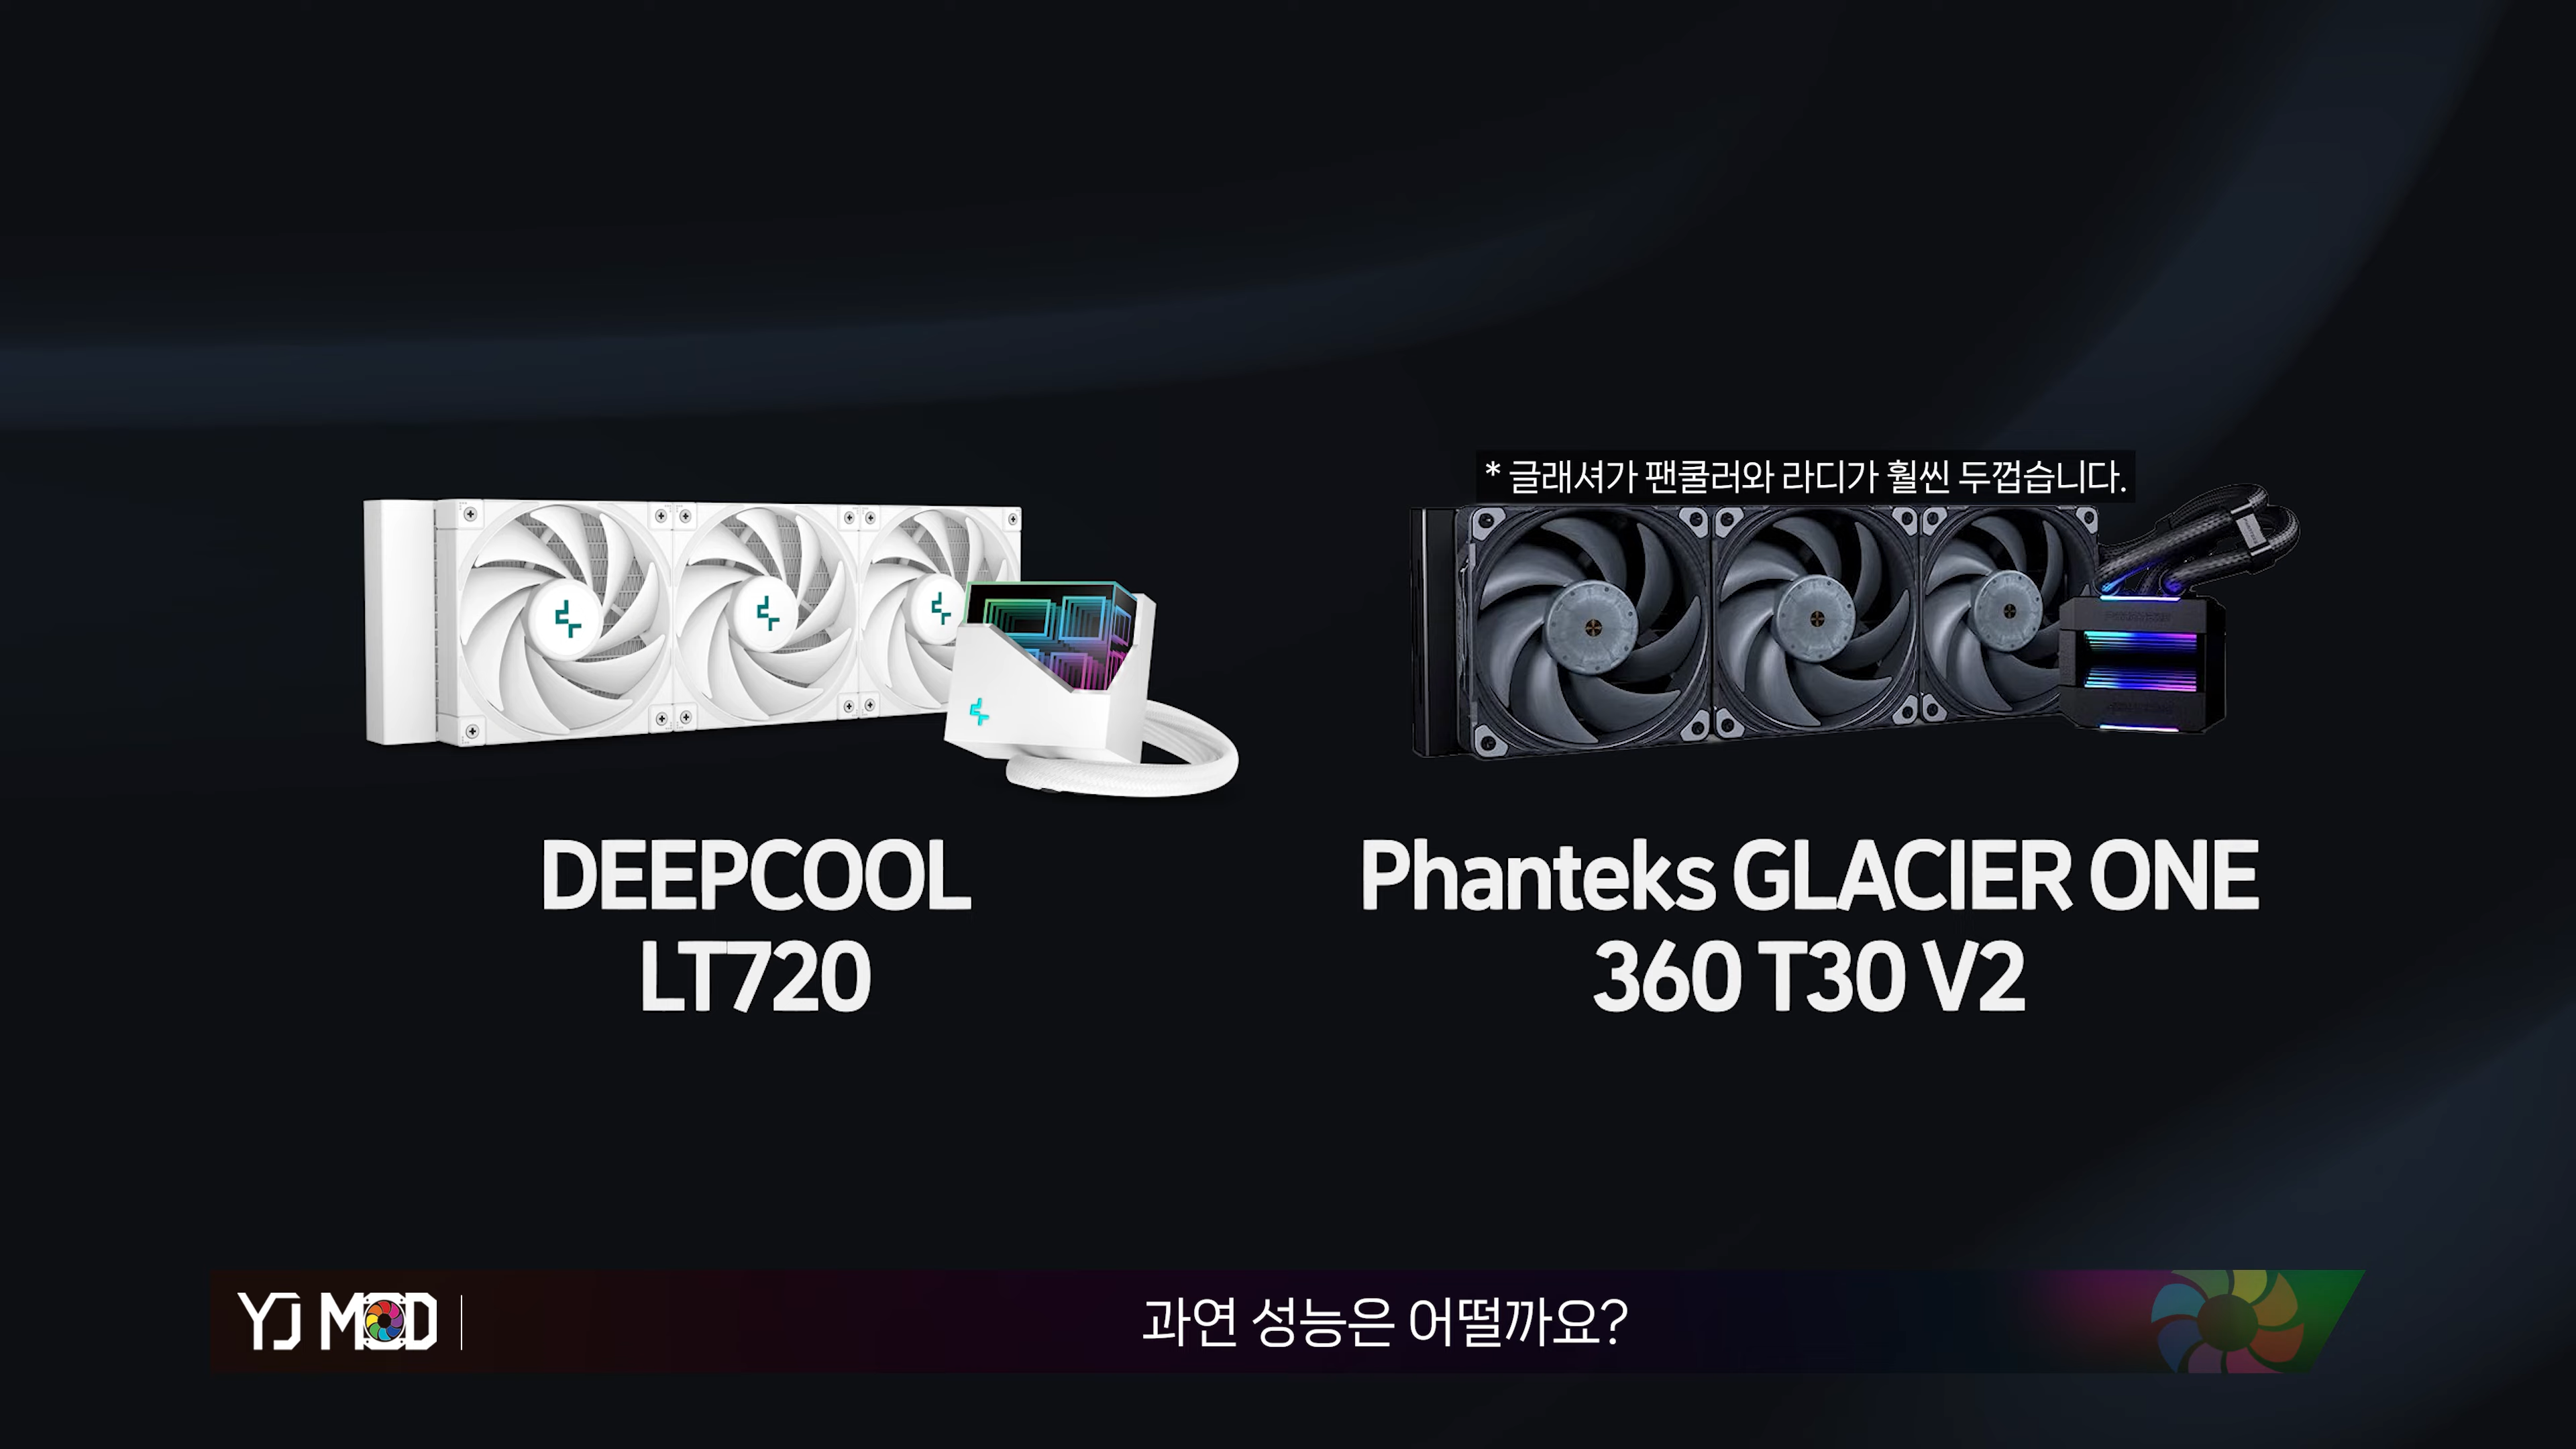 * 글래셔가 팬쿨러와 라디가 훨씬 두껍습니다.
DEEPCOOL
LT720
Phanteks GLACIER ONE
360 T30 V2
YJ MOD
과연 성능은 어떨까요?